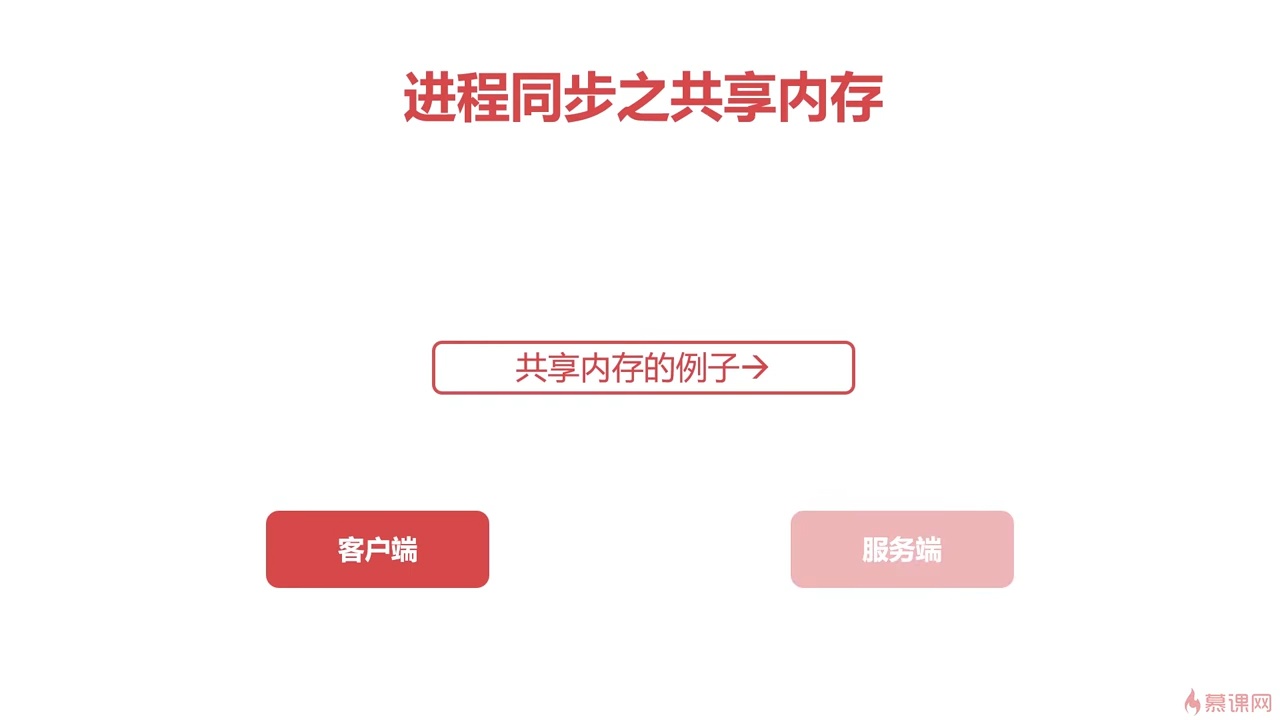 进程同步之共享内存
共享内存的例子→
客户端
服务端
慕课网